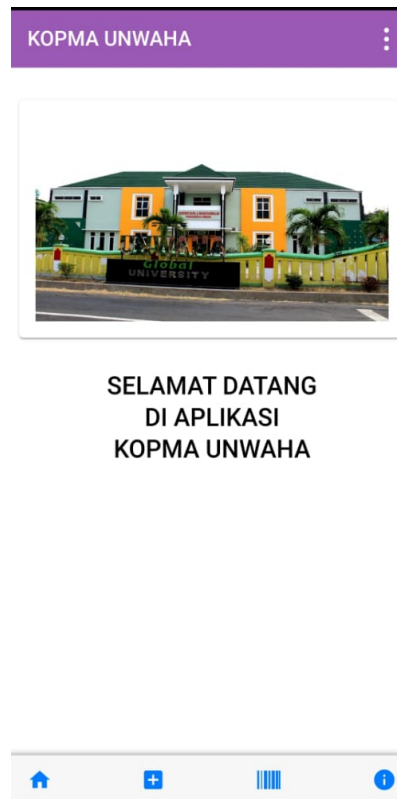 KOPMA UNWAHA
Global
UNIVERSITY
SELAMAT DATANG
DI APLIKASI
KOPMA UNWAHA